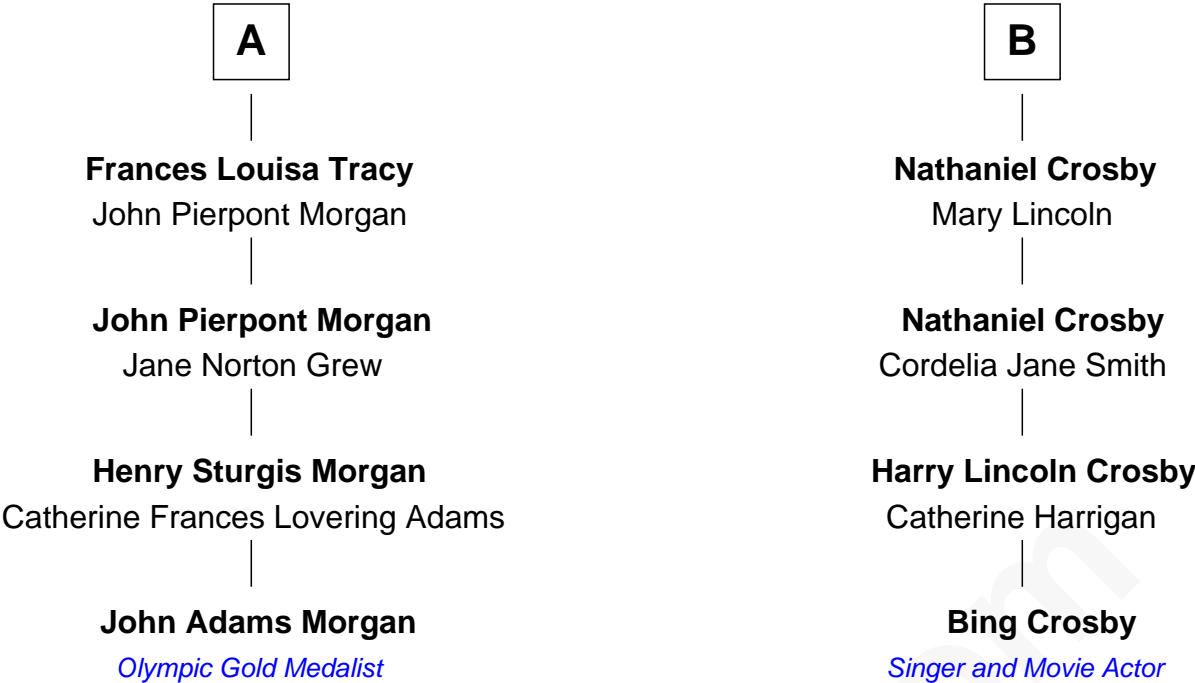 A
Frances Louisa Tracy
John Pierpont Morgan
John Pierpont Morgan
Jane Norton Grew
Henry Sturgis Morgan
Catherine Frances Lovering Adams
John Adams Morgan
Olympic Gold Medalist
B
Nathaniel Crosby
Mary Lincoln
Nathaniel Crosby
Cordelia Jane Smith
Harry Lincoln Crosby
Catherine Harrigan
Bing Crosby
Singer and Movie Actor